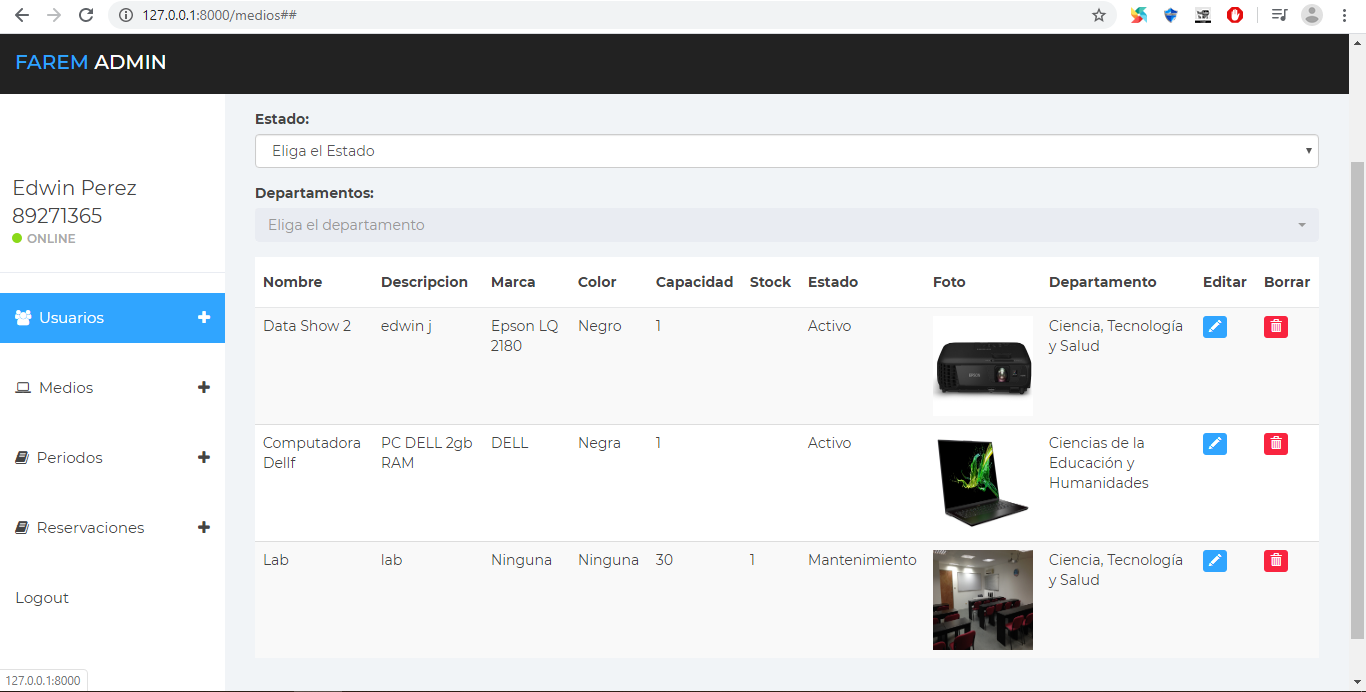 127.0.0.1:8000/medios##
FAREM ADMIN
Edwin Perez
89271365
ONLINE
Usuarios
Medios
Periodos
Reservaciones
Logout
Estado:
Eliga el Estado
Departamentos:
Eliga el departamento
Nombre Descripcion Marca Color Capacidad Stock Estado Foto Departamento Editar Borrar
Data Show 2 edwin j Epson LQ Negro 1 Activo Ciencia, Tecnología
2180 y Salud
EPSON
Computadora PC DELL 2gb DELL Negra 1 Activo Ciencias de la
Dellf RAM Educación y
Humanidades
Lab lab Ninguna Ninguna 30 1 Mantenimiento Ciencia, Tecnología
y Salud
127.0.0.1:8000